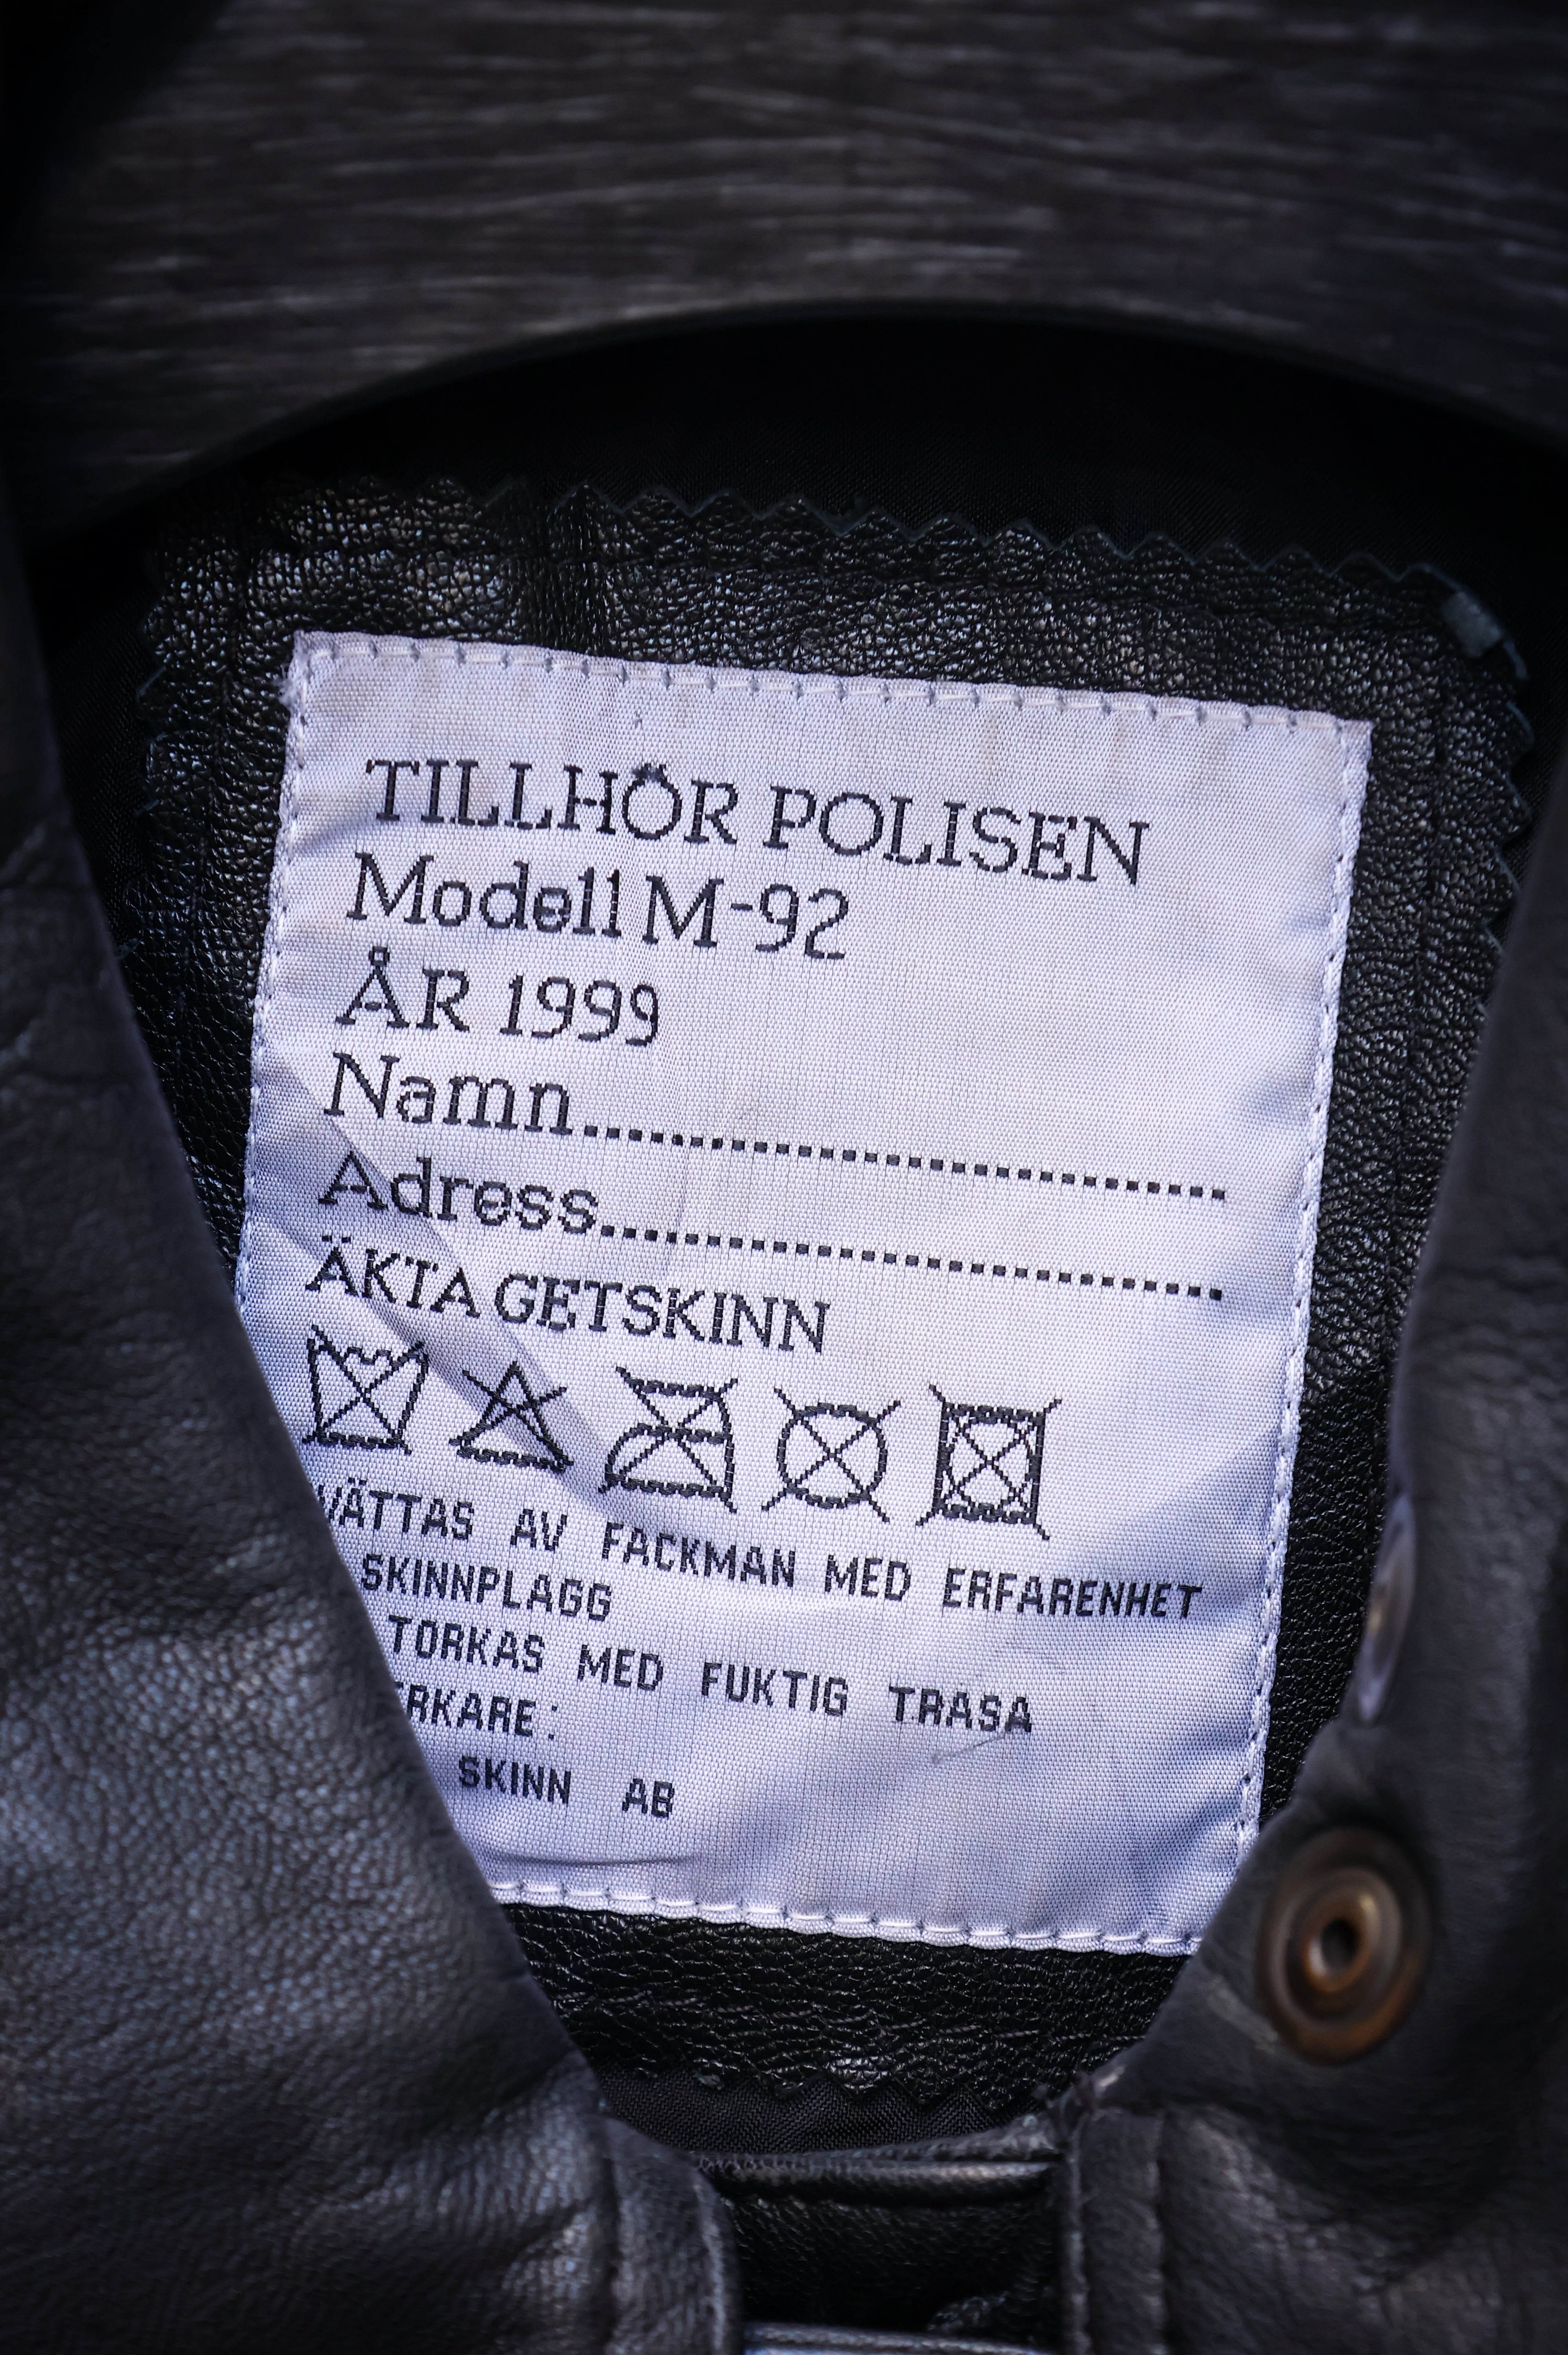 TILLHÖR POLISEN
Modell M-92
ÅR 1999
Namn
Adress
ÄKTA GETSKINN
AV FACKMAN MED ERFARENHET
SKINNPLAGG
TORKAS MED FUKTIG TRASA
SKINN AB